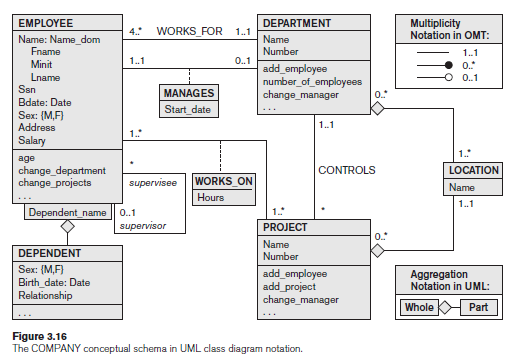 EMPLOYEE
Name: Name_dom
Fname
Minit
Lname
Ssn
Bdate: Date
Sex: {M,F}
Address
Salary
age
change_department
change_projects
. . .
4..* WORKS_FOR 1..1
1..1 0..1
MANAGES
Start_date
1..*
*
supervisee
WORKS_ON
Hours
Dependent_name
0..1
supervisor
DEPENDENT
Sex: {M,F}
Birth_date: Date
Relationship
. . .
DEPARTMENT
Name
Number
add_employee
number_of_employees
change_manager
. . .
0..*
1..1
CONTROLS
1..*
*
PROJECT
Name
Number
add_employee
add_project
change_manager
. . .
0..*
Multiplicity
Notation in OMT:
1..1
0..*
0..1
1..*
LOCATION
Name
1..1
Aggregation
Notation in UML:
Whole Part
Figure 3.16
The COMPANY conceptual schema in UML class diagram notation.